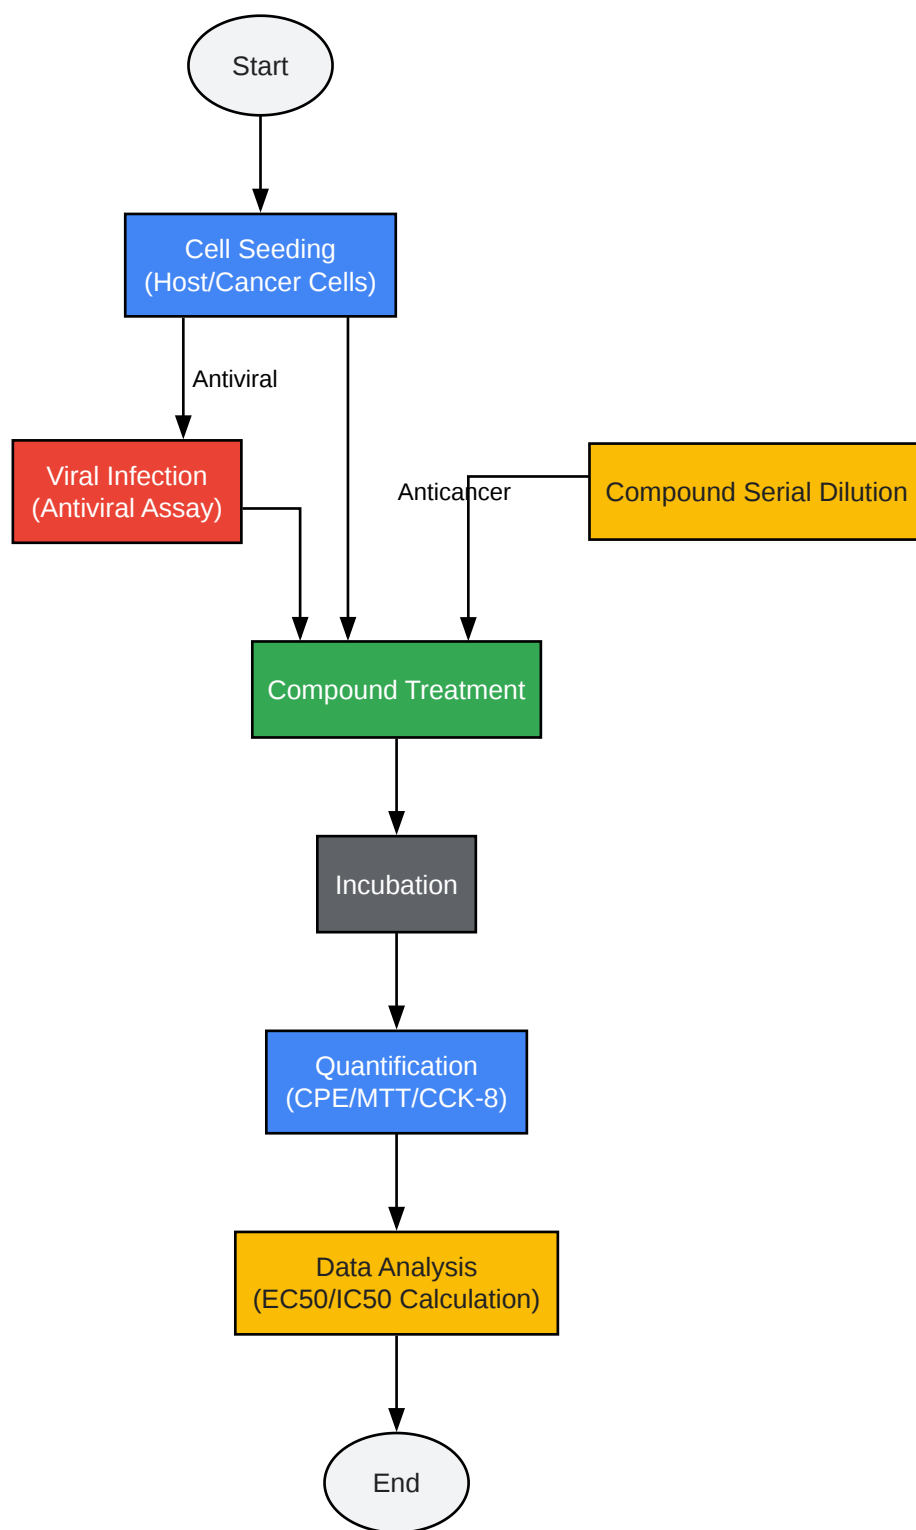 Start
Cell Seeding
(Host/Cancer Cells)
Antiviral
Viral Infection
(Antiviral Assay)
Anticancer
Compound Serial Dilution
Compound Treatment
Incubation
Quantification
(CPE/MTT/CCK-8)
Data Analysis
(EC50/IC50 Calculation)
End